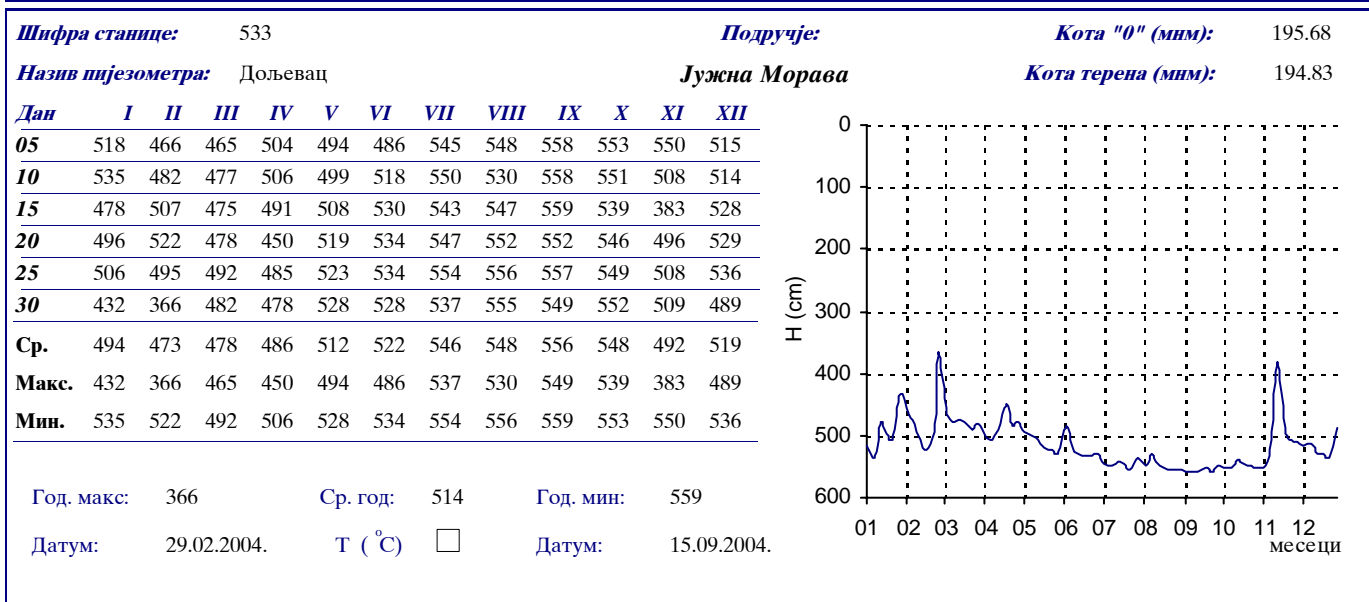 Шифра станице: 533 Подручје: Кота "0" (мнм): 195.68
Назив пијезометра: Дољевац Јужна Морава Кота терена (мнм): 194.83
Дан I II III IV V VI VII VIII IX X XI XII
05 518 466 465 504 494 486 545 548 558 553 550 515
10 535 482 477 506 499 518 550 530 558 551 508 514
15 478 507 475 491 508 530 543 547 559 539 383 528
20 496 522 478 450 519 534 547 552 552 546 496 529
25 506 495 492 485 523 534 554 556 557 549 508 536
30 432 366 482 478 528 528 537 555 549 552 509 489
Ср. 494 473 478 486 512 522 546 548 556 548 492 519
Макс. 432 366 465 450 494 486 537 530 549 539 383 489
Мин. 535 522 492 506 528 534 554 556 559 553 550 536
Год. макс: 366 Ср. год: 514 Год. мин: 559
Датум: 29.02.2004. Т ( °С) Датум: 15.09.2004.
H (cm)
0
100
200
300
400
500
600
01 02 03 04 05 06 07 08 09 10 11 12
месеци